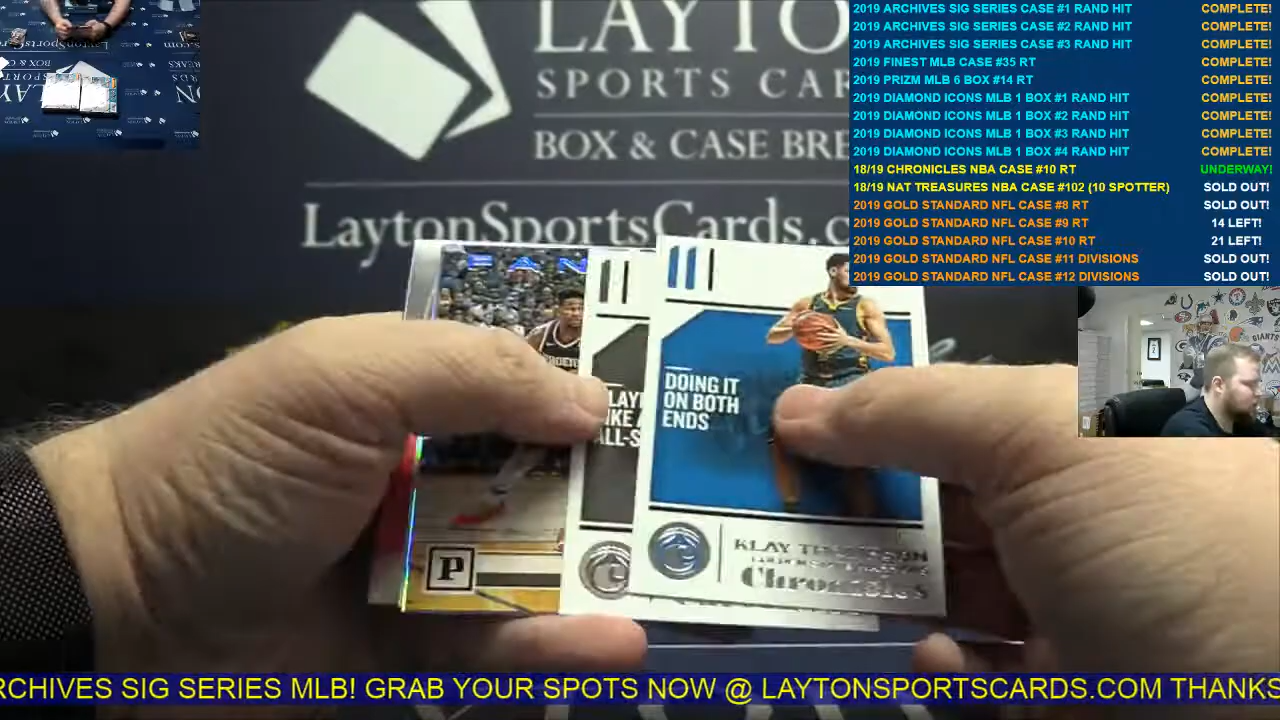 LAYTO
SPORTS CAR
BOX & CASE BRE
LaytonSportsCards.c
2019 ARCHIVES SIG SERIES CASE #1 RAND HIT COMPLETE!
2019 ARCHIVES SIG SERIES CASE #2 RAND HIT COMPLETE!
2019 ARCHIVES SIG SERIES CASE #3 RAND HIT COMPLETE!
2019 FINEST MLB CASE #35 RT COMPLETE!
2019 PRIZM MLB 6 BOX #14 RT COMPLETE!
2019 DIAMOND ICONS MLB 1 BOX #1 RAND HIT COMPLETE!
2019 DIAMOND ICONS MLB 1 BOX #2 RAND HIT COMPLETE!
2019 DIAMOND ICONS MLB 1 BOX #3 RAND HIT COMPLETE!
2019 DIAMOND ICONS MLB 1 BOX #4 RAND HIT COMPLETE!
18/19 CHRONICLES NBA CASE #10 RT UNDERWAY!
18/19 NAT TREASURES NBA CASE #102 (10 SPOTTER) SOLD OUT!
2019 GOLD STANDARD NFL CASE #8 RT SOLD OUT!
2019 GOLD STANDARD NFL CASE #9 RT 14 LEFT!
2019 GOLD STANDARD NFL CASE #10 RT 21 LEFT!
2019 GOLD STANDARD NFL CASE #11 DIVISIONS SOLD OUT!
2019 GOLD STANDARD NFL CASE #12 DIVISIONS SOLD OUT!
GIANTS
P
LAY
IKE A
ALL-S
11
DOING IT
ON BOTH
ENDS
KLAY THOMPSON
Chronicles
RCHIVES SIG SERIES MLB! GRAB YOUR SPOTS NOW @ LAYTONSPORTSCARDS.COM THANKS